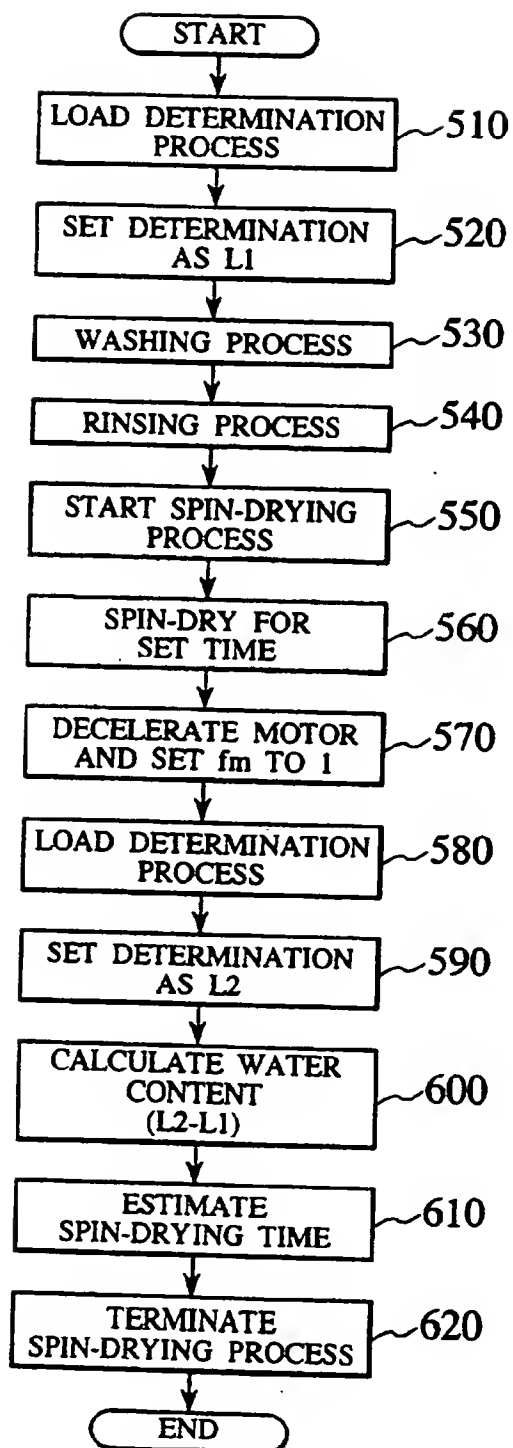 START
LOAD DETERMINATION
PROCESS
510
SET DETERMINATION
AS L1
520
WASHING PROCESS
530
RINSING PROCESS
540
START SPIN-DRYING
PROCESS
550
SPIN-DRY FOR
SET TIME
560
DECELERATE MOTOR
AND SET fm TO 1
570
LOAD DETERMINATION
PROCESS
580
SET DETERMINATION
AS L2
590
CALCULATE WATER
CONTENT
(L2-L1)
600
ESTIMATE
SPIN-DRYING TIME
610
TERMINATE
SPIN-DRYING PROCESS
620
END